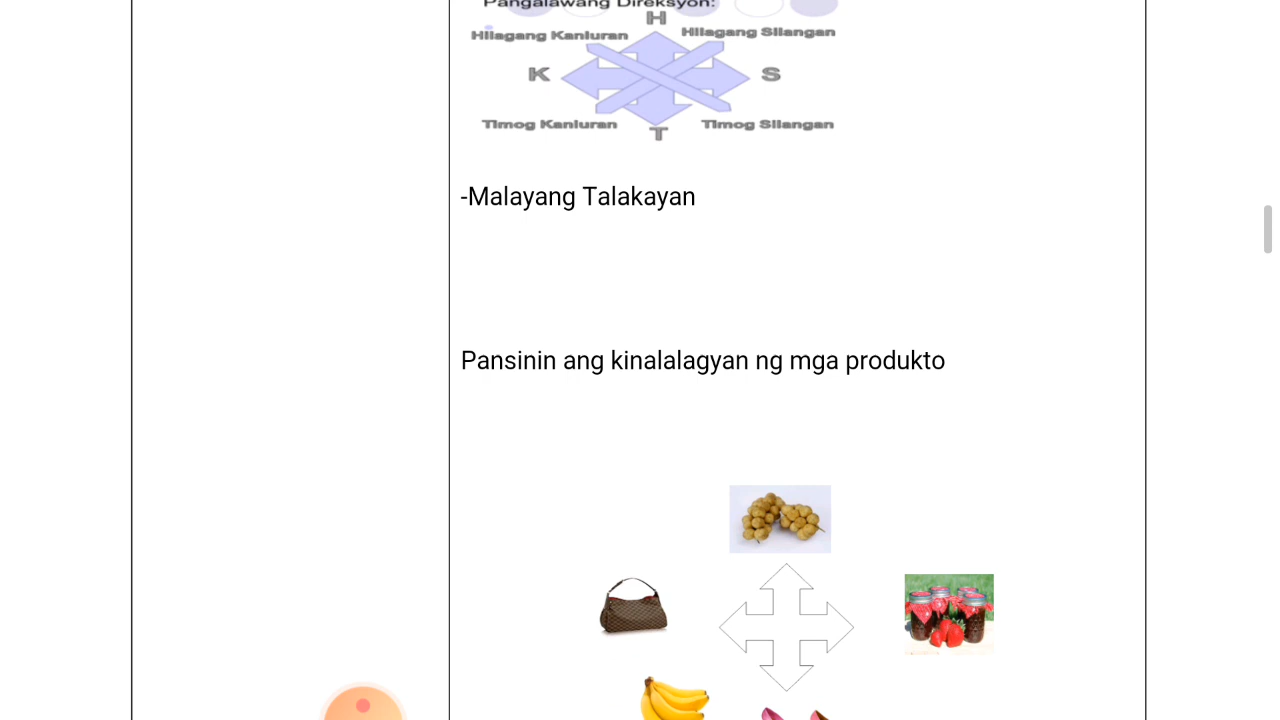 Pangalawang Direksyon:
H
Hilagang Kanluran Hilagang Silangan
K S
Timog Kanluran Timog Silangan
T
-Malayang Talakayan
Pansinin ang kinalalagyan ng mga produkto